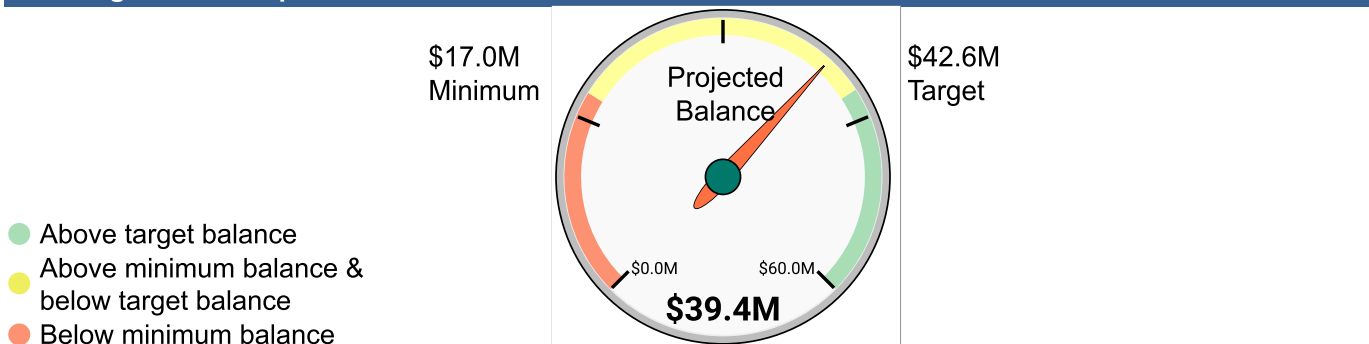 $17.0M
Minimum
Projected
Balance
$42.6M
Target
Above target balance
Above minimum balance &
below target balance
Below minimum balance
$0.0M
$60.0M
$39.4M